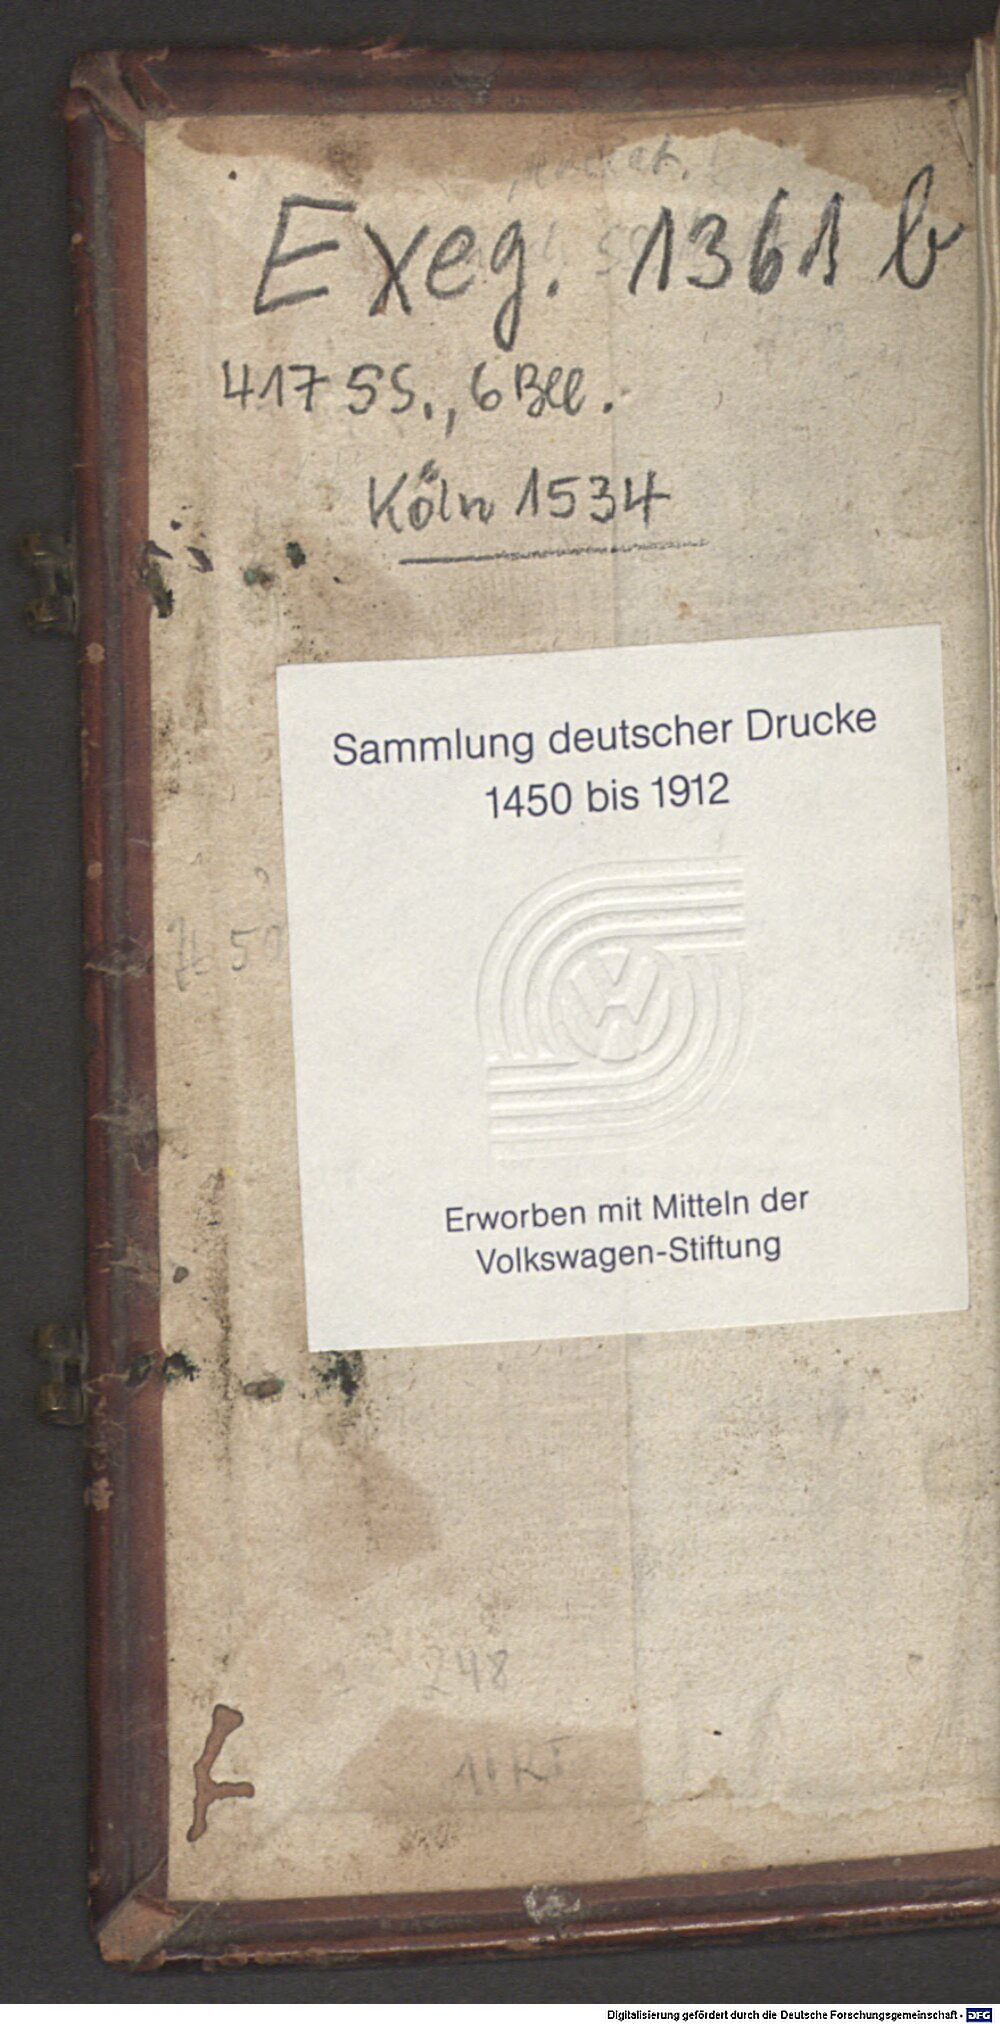 Exeg. 1361 b
417 SS., 6 Bll.
Köln 1534
Sammlung deutscher Drucke
1450 bis 1912
Erworben mit Mitteln der
Volkswagen-Stiftung
248
Digitalisierung gefördert durch die Deutsche Forschungsgemeinschaft - DFG